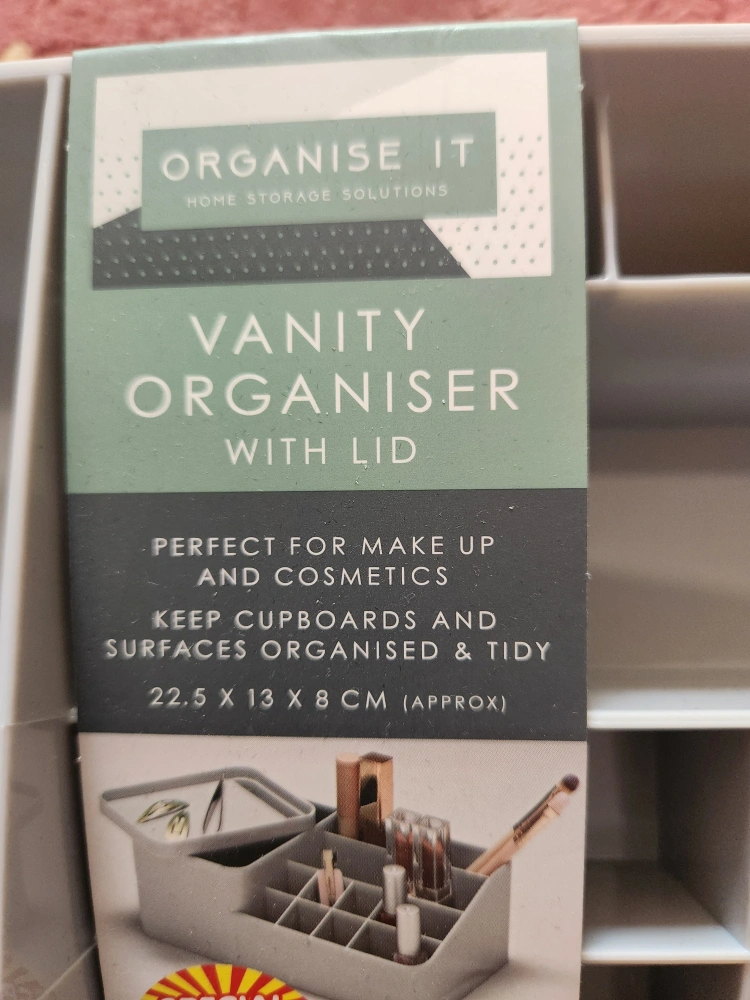 ORGANISE IT
HOME STORAGE SOLUTIONS
VANITY
ORGANISER
WITH LID
PERFECT FOR MAKE UP
AND COSMETICS
KEEP CUPBOARDS AND
SURFACES ORGANISED & TIDY
22.5 X 13 X 8 CM (APPROX)
SPECIAL